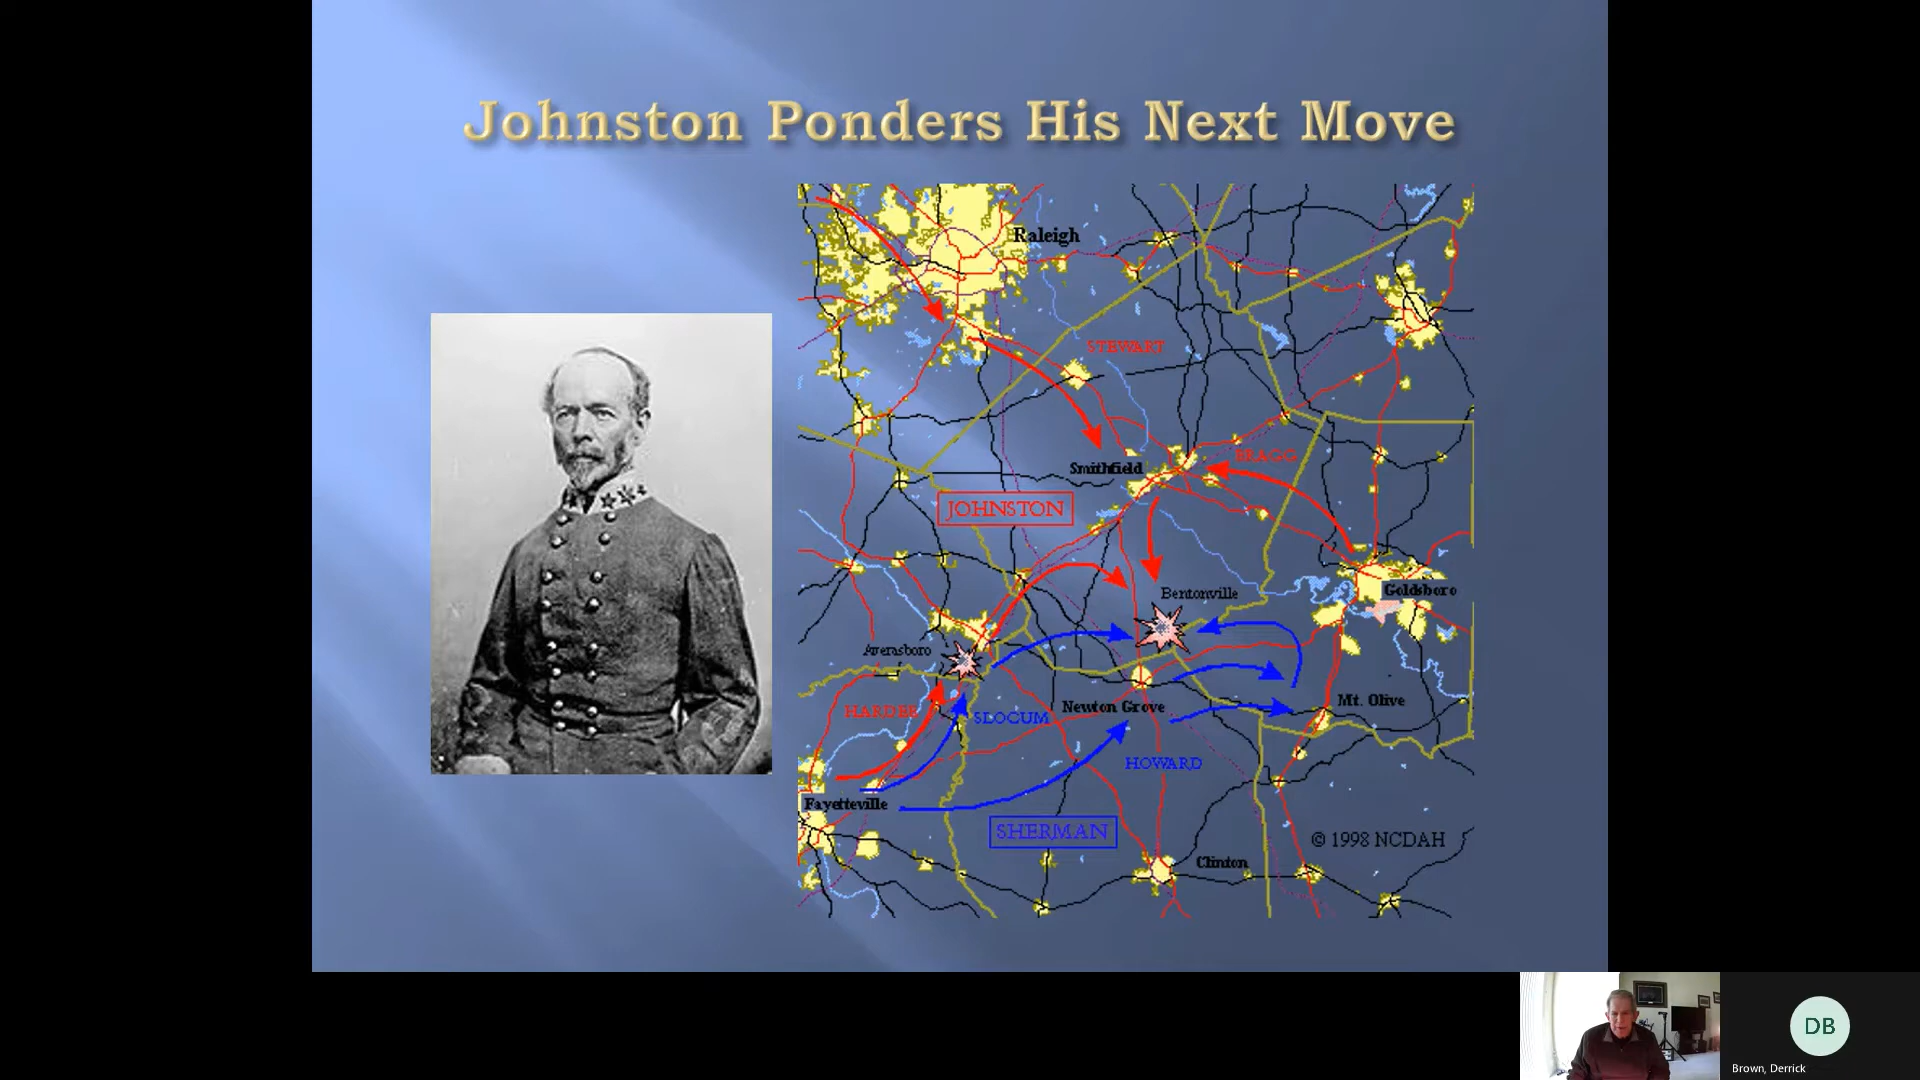 Johnston Ponders His Next Move
Raleigh
STEWART
Smithfield
BRAGG
JOHNSTON
Bentonville
Goldsboro
Averasboro
HARDEE
SLOCUM
Newton Grove
Mt. Olive
HOWARD
Fayetteville
SHERMAN
© 1998 NCDAH
Clinton
DB
Brown, Derrick